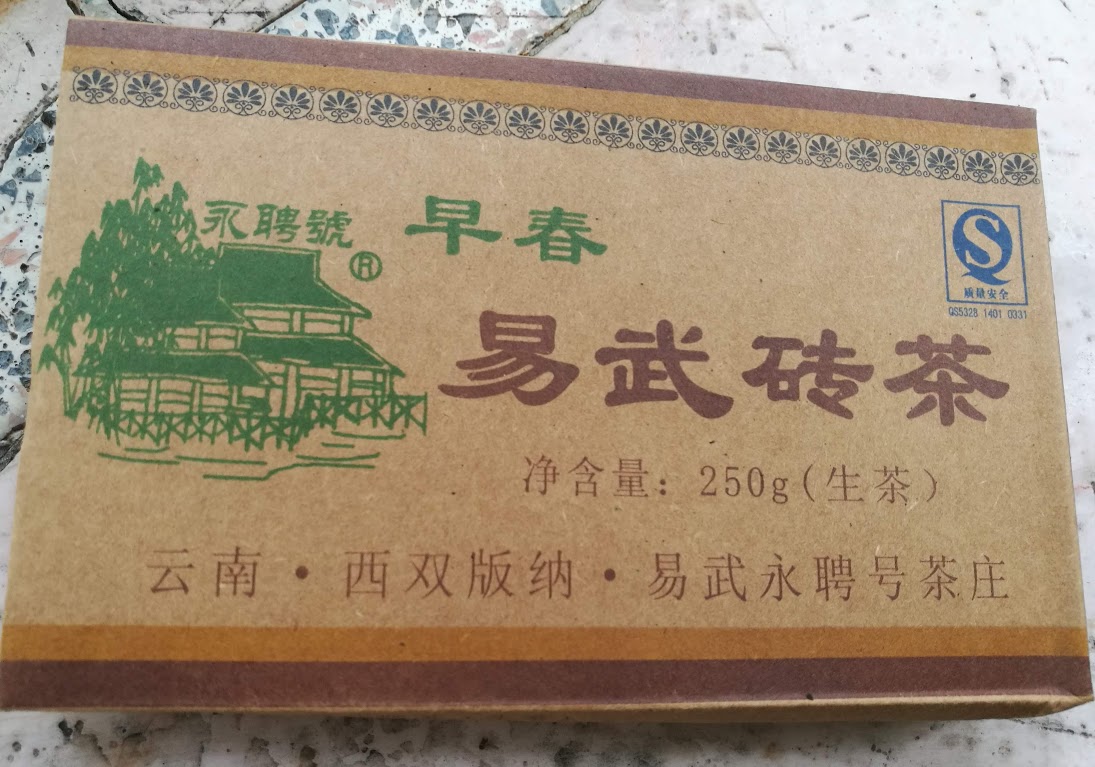 永聘號
®
早春
质量安全
QS5328 1401 0331
易武砖茶
净含量：250g（生茶）
云南·西双版纳·易武永聘号茶庄